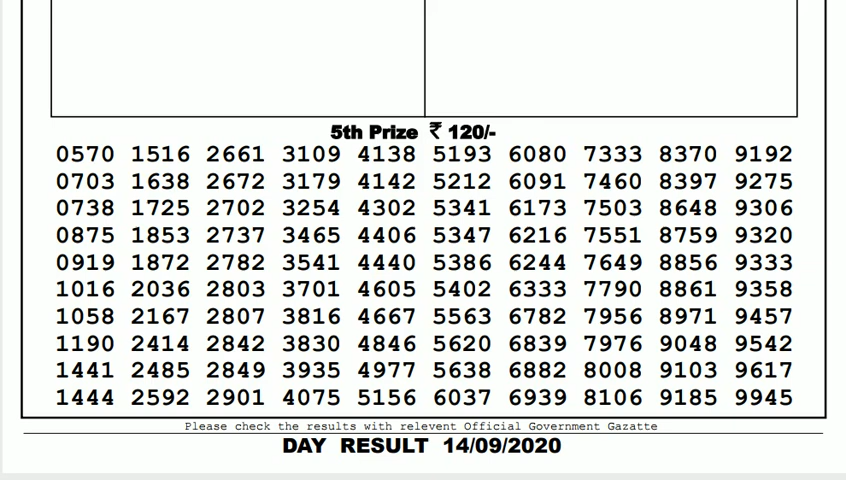 5th Prize ₹ 120/-
0570 1516 2661 3109 4138 5193 6080 7333 8370 9192
0703 1638 2672 3179 4142 5212 6091 7460 8397 9275
0738 1725 2702 3254 4302 5341 6173 7503 8648 9306
0875 1853 2737 3465 4406 5347 6216 7551 8759 9320
0919 1872 2782 3541 4440 5386 6244 7649 8856 9333
1016 2036 2803 3701 4605 5402 6333 7790 8861 9358
1058 2167 2807 3816 4667 5563 6782 7956 8971 9457
1190 2414 2842 3830 4846 5620 6839 7976 9048 9542
1441 2485 2849 3935 4977 5638 6882 8008 9103 9617
1444 2592 2901 4075 5156 6037 6939 8106 9185 9945
Please check the results with relevent Official Government Gazatte
DAY RESULT 14/09/2020